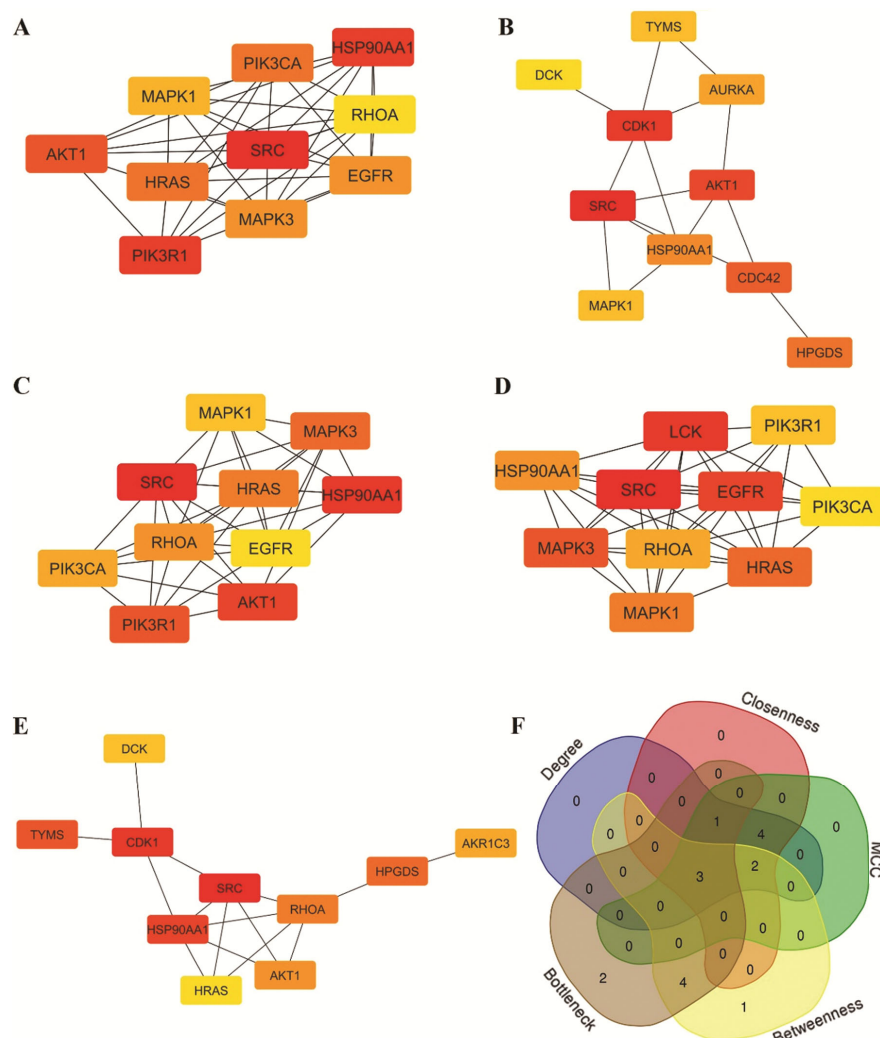 A
HSP90AA1
PIK3CA
MAPK1
RHOA
AKT1
SRC
HRAS
EGFR
MAPK3
PIK3R1
B
TYMS
DCK
AURKA
CDK1
AKT1
SRC
HSP90AA1
CDC42
MAPK1
HPGDS
C
MAPK1
MAPK3
SRC
HRAS
HSP90AA1
RHOA
EGFR
PIK3CA
AKT1
PIK3R1
D
LCK
PIK3R1
HSP90AA1
SRC
EGFR
PIK3CA
MAPK3
RHOA
HRAS
MAPK1
E
DCK
TYMS
CDK1
AKR1C3
HPGDS
SRC
RHOA
HSP90AA1
AKT1
HRAS
F
Closenness
Degree
MCC
Bottleneck
Betweenness
0
0
0
0
0
0
0
0
0
0
1
4
0
0
0
2
0
3
0
0
0
0
0
0
0
0
0
0
2
4
1